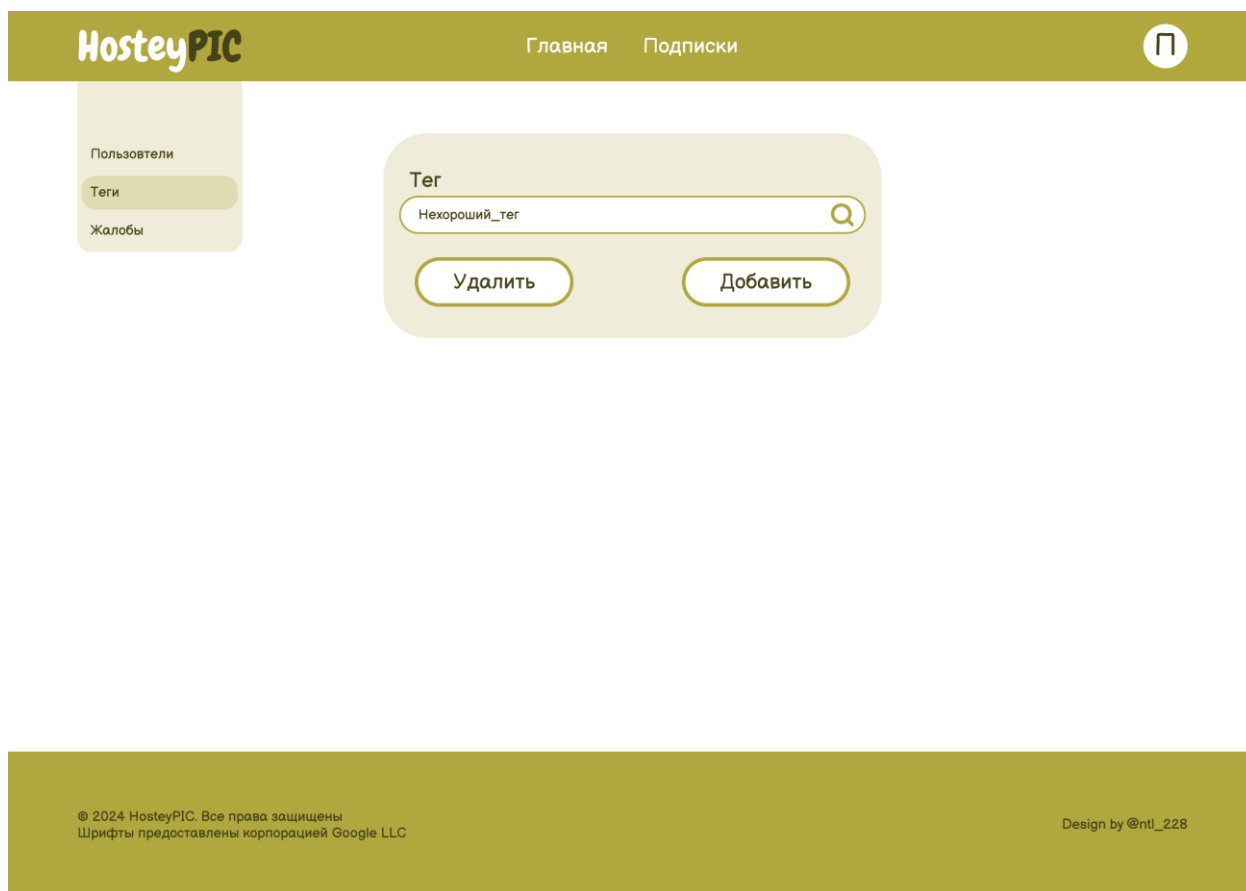 HosteyPIC
Главная Подписки
П
Пользовтели
Теги
Жалобы
Тег
Нехороший_тег
Удалить Добавить
© 2024 HosteyPIC. Все права защищены
Шрифты предоставлены корпорацией Google LLC
Design by @ntl_228